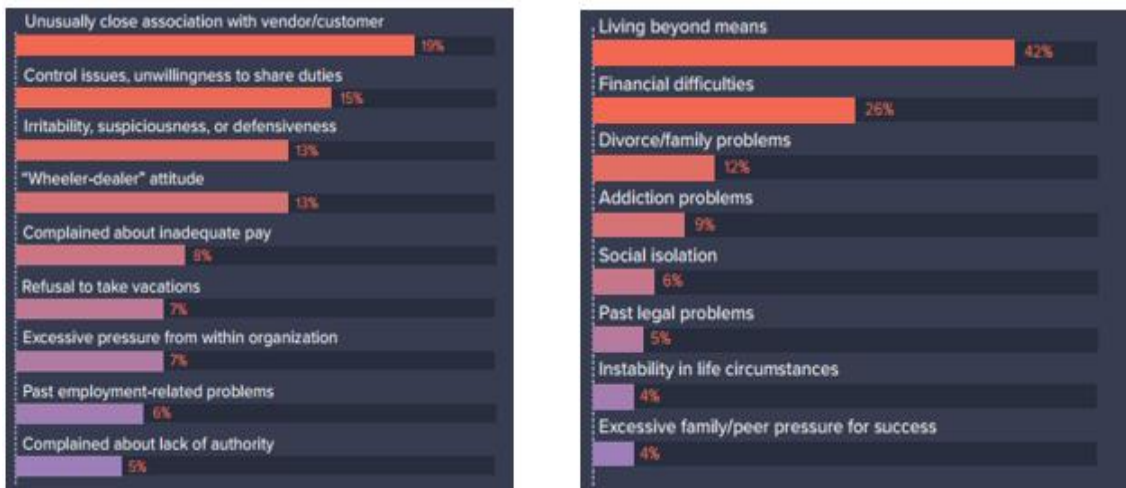 Unusually close association with vendor/customer
19%
Control issues, unwillingness to share duties
15%
Irritability, suspiciousness, or defensiveness
13%
"Wheeler-dealer" attitude
13%
Complained about inadequate pay
8%
Refusal to take vacations
7%
Excessive pressure from within organization
7%
Past employment-related problems
6%
Complained about lack of authority
5%
Living beyond means
42%
Financial difficulties
26%
Divorce/family problems
12%
Addiction problems
9%
Social isolation
6%
Past legal problems
5%
Instability in life circumstances
4%
Excessive family/peer pressure for success
4%